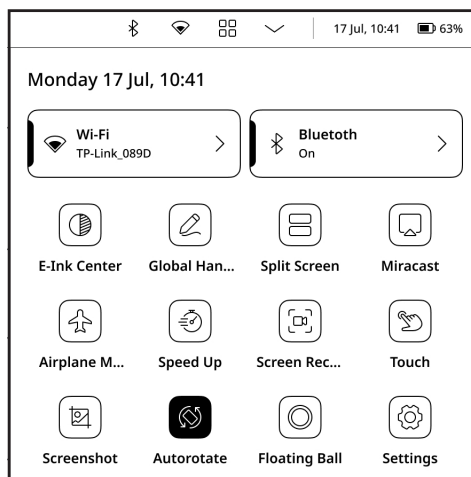 17 Jul, 10:41 63%
Monday 17 Jul, 10:41
Wi-Fi
TP-Link_089D
Bluetoth
On
E-Ink Center Global Han... Split Screen Miracast
Airplane M... Speed Up Screen Rec... Touch
Screenshot Autorotate Floating Ball Settings